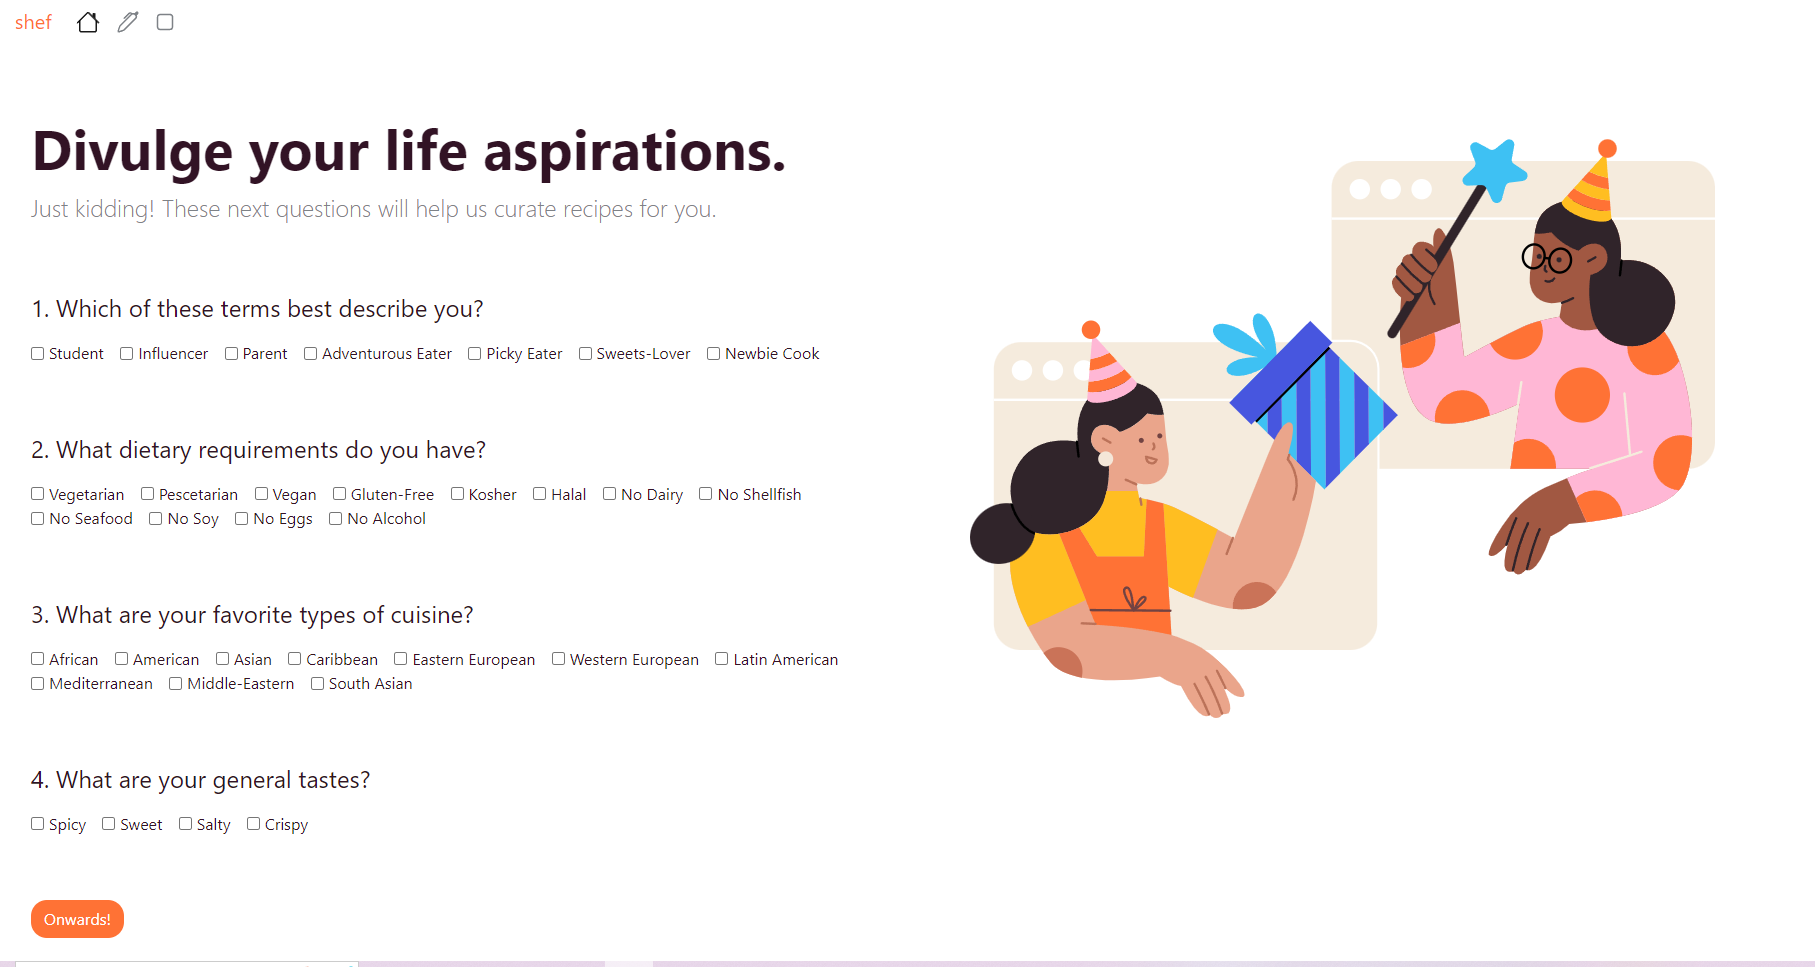 shef
Divulge your life aspirations.
Just kidding! These next questions will help us curate recipes for you.
1. Which of these terms best describe you?
Student Influencer Parent Adventurous Eater Picky Eater Sweets-Lover Newbie Cook
2. What dietary requirements do you have?
Vegetarian Pescetarian Vegan Gluten-Free Kosher Halal No Dairy No Shellfish
No Seafood No Soy No Eggs No Alcohol
3. What are your favorite types of cuisine?
African American Asian Caribbean Eastern European Western European Latin American
Mediterranean Middle-Eastern South Asian
4. What are your general tastes?
Spicy Sweet Salty Crispy
Onwards!